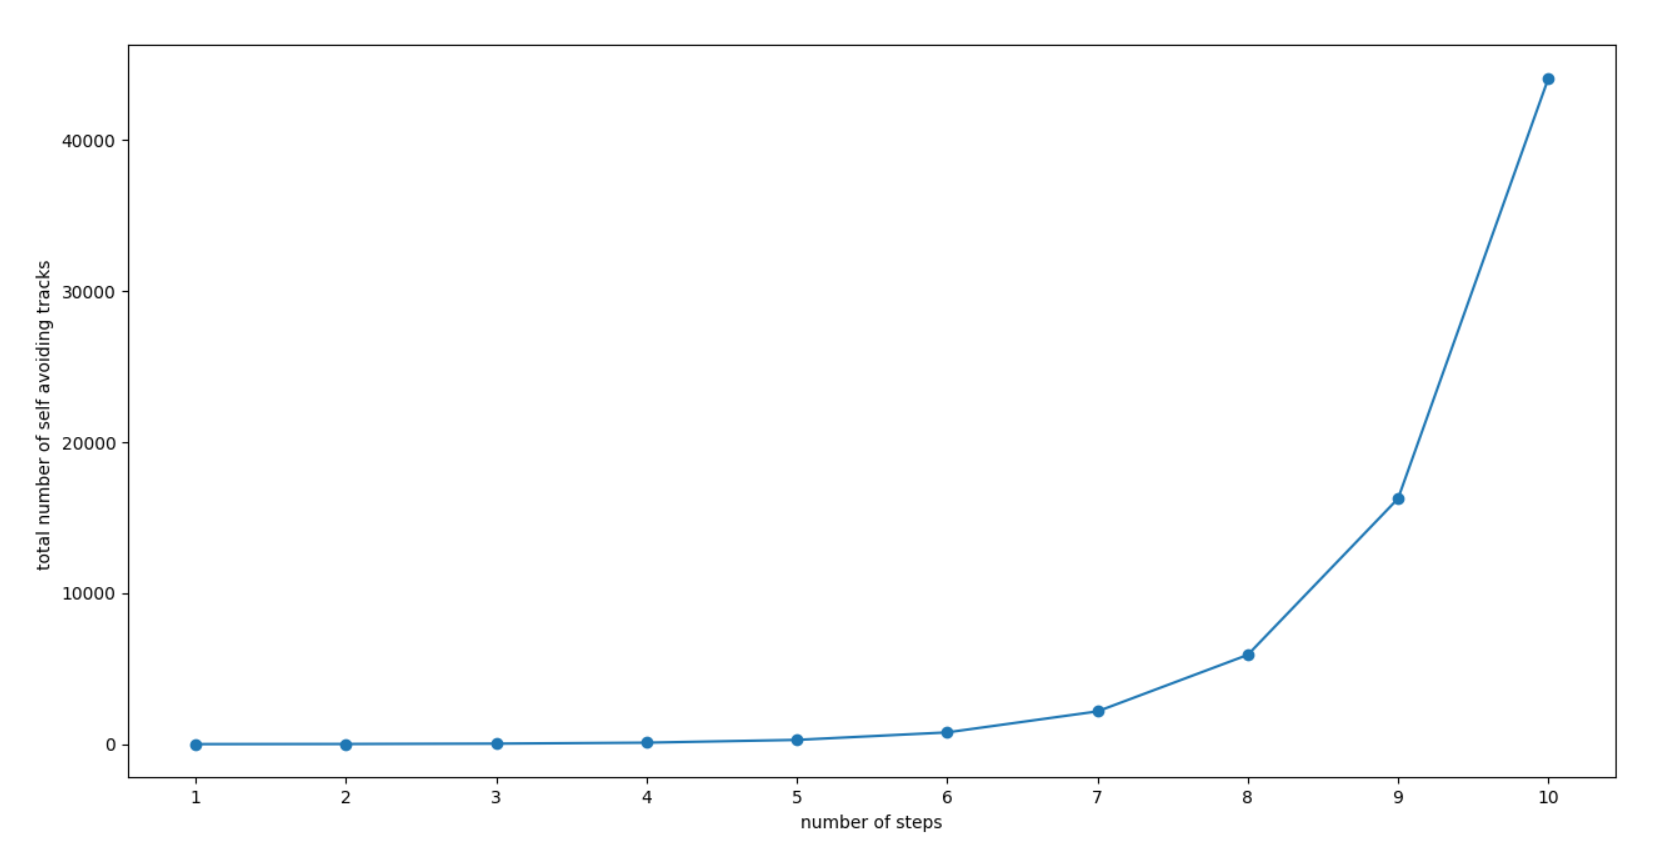 40000
30000
20000
10000
0
total number of self avoiding tracks
1 2 3 4 5 6 7 8 9 10
number of steps